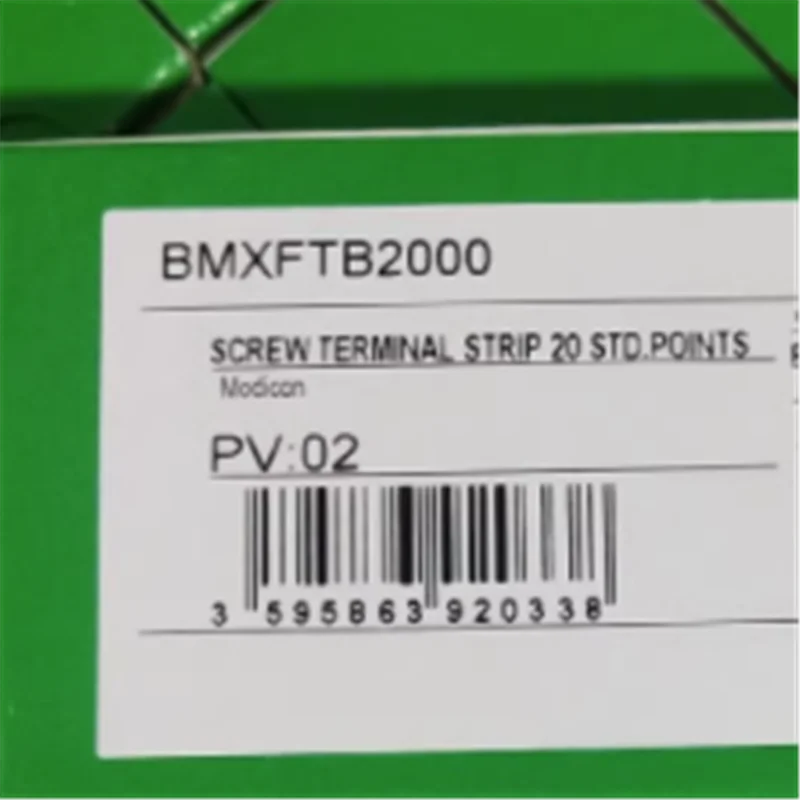 BMXFTB2000
SCREW TERMINAL STRIP 20 STD.POINTS
Modicon
PV:02
3 595863 920338